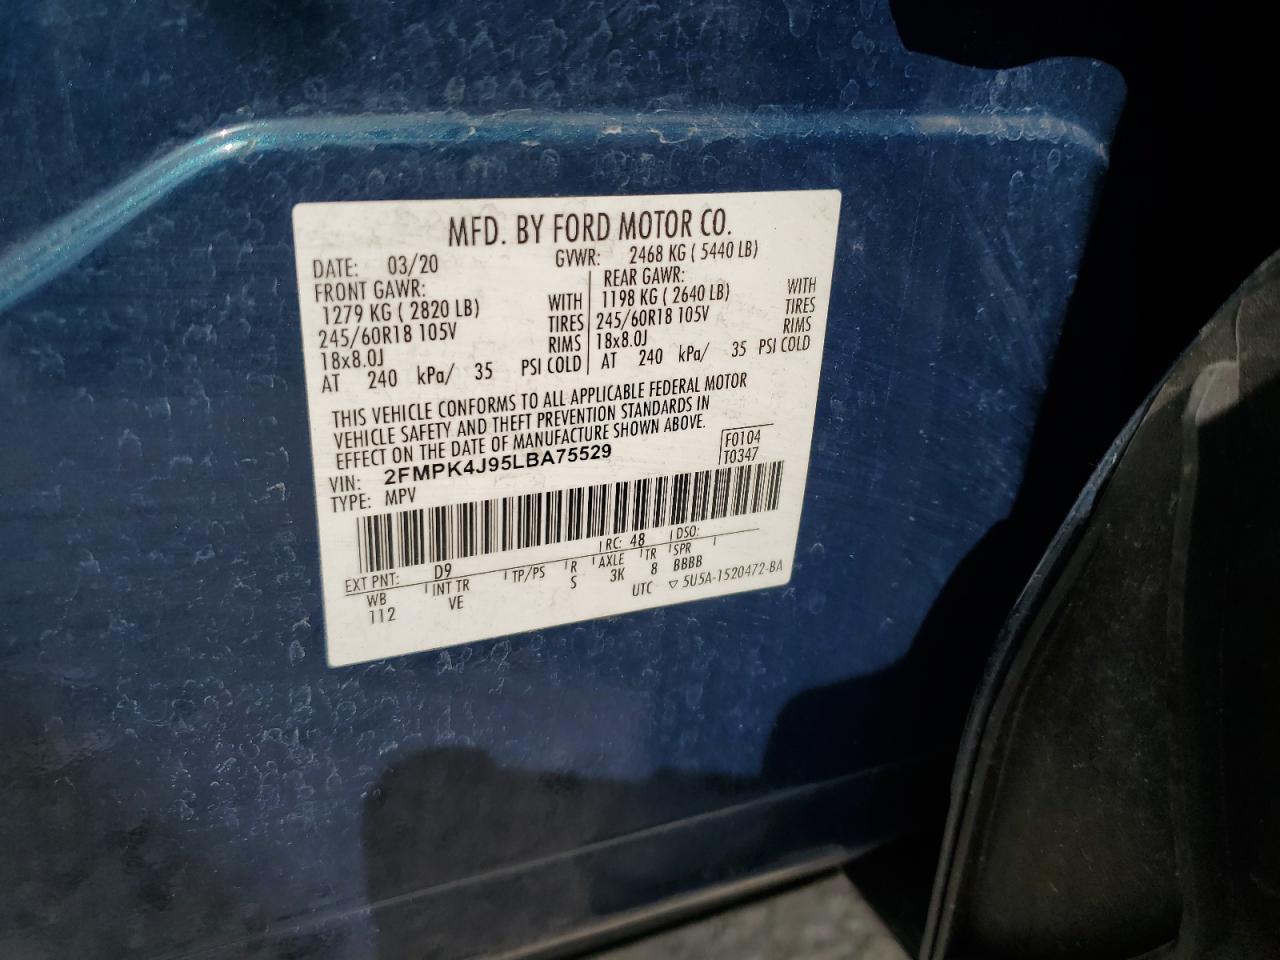 MFD. BY FORD MOTOR CO.
DATE: 03/20 GVWR: 2468 KG ( 5440 LB)
FRONT GAWR: REAR GAWR:
1279 KG ( 2820 LB) WITH 1198 KG ( 2640 LB) WITH
245/60R18 105V TIRES 245/60R18 105V TIRES
18x8.0J RIMS 18x8.0J RIMS
AT 240 kPa/ 35 PSI COLD AT 240 kPa/ 35 PSI COLD
THIS VEHICLE CONFORMS TO ALL APPLICABLE FEDERAL MOTOR
VEHICLE SAFETY AND THEFT PREVENTION STANDARDS IN
EFFECT ON THE DATE OF MANUFACTURE SHOWN ABOVE.
VIN: 2FMPK4J95LBA75529 F0104
TYPE: MPV T0347
EXT PNT: D9 RC: 48 DSO:
WB INT TR TP/PS R AXLE TR SPR
112 VE S 3K 8 BBBB
UTC ▽ 5U5A-1520472-BA